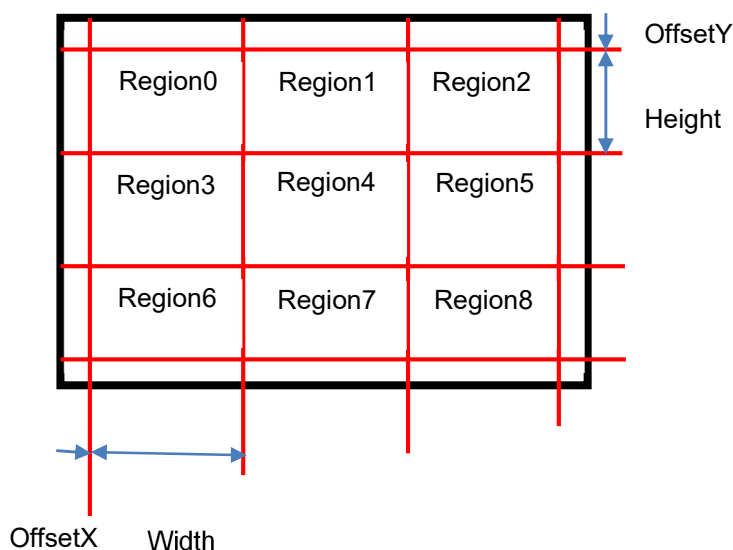 OffsetY
Region0 Region1 Region2
Height
Region3 Region4 Region5
Region6 Region7 Region8
OffsetX Width